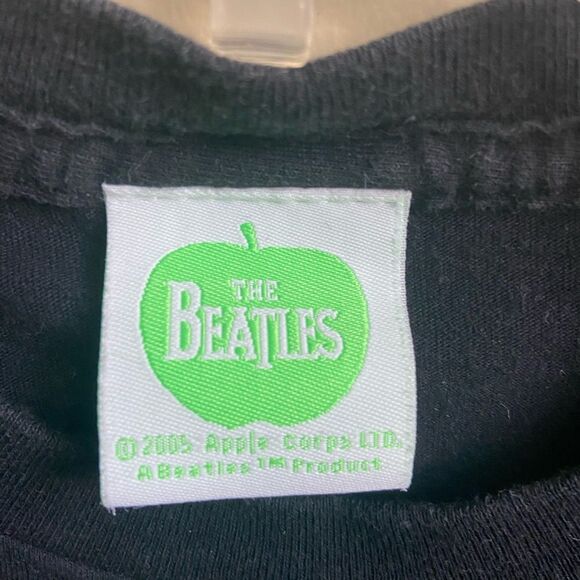 THE
BEATLES
© 2005 Apple Corps LTD.
A Beatles™ Product